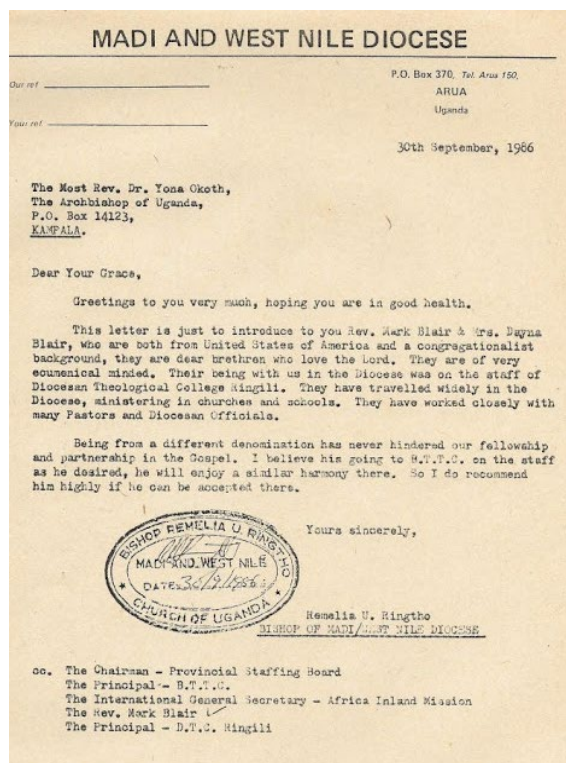 MADI AND WEST NILE DIOCESE
Our ref
P.O. Box 370, Tel. Arua 150,
ARUA
Uganda
Your ref
30th September, 1986
The Most Rev. Dr. Yona Okoth,
The Archbishop of Uganda,
P.O. Box 14123,
KAMPALA.
Dear Your Grace,
Greetings to you very much, hoping you are in good health.
This letter is just to introduce to you Rev. Mark Blair & Mrs. Dayna
Blair, who are both from United States of America and a congregationalist
background, they are dear brethren who love the Lord. They are of very
ecumenical minded. Their being with us in the Diocese was on the staff of
Diocesan Theological College Ringili. They have travelled widely in the
Diocese, ministering in churches and schools. They have worked closely with
many Pastors and Diocesan Officials.
Being from a different denomination has never hindered our fellowship
and partnership in the Gospel. I believe his going to B.T.T.C. on the staff
as he desired, he will enjoy a similar harmony there. So I do recommend
him highly if he can be accepted there.
Yours sincerely,
BISHOP REMELIA U. RINGTHO
MADI AND WEST NILE
DATE 30/9/1986
CHURCH OF UGANDA
Remelia U. Ringtho
BISHOP OF MADI/WEST NILE DIOCESE
cc. The Chairman - Provincial Staffing Board
The Principal - B.T.T.C.
The International General Secretary - Africa Inland Mission
The Rev. Mark Blair
The Principal - D.T.C. Ringili